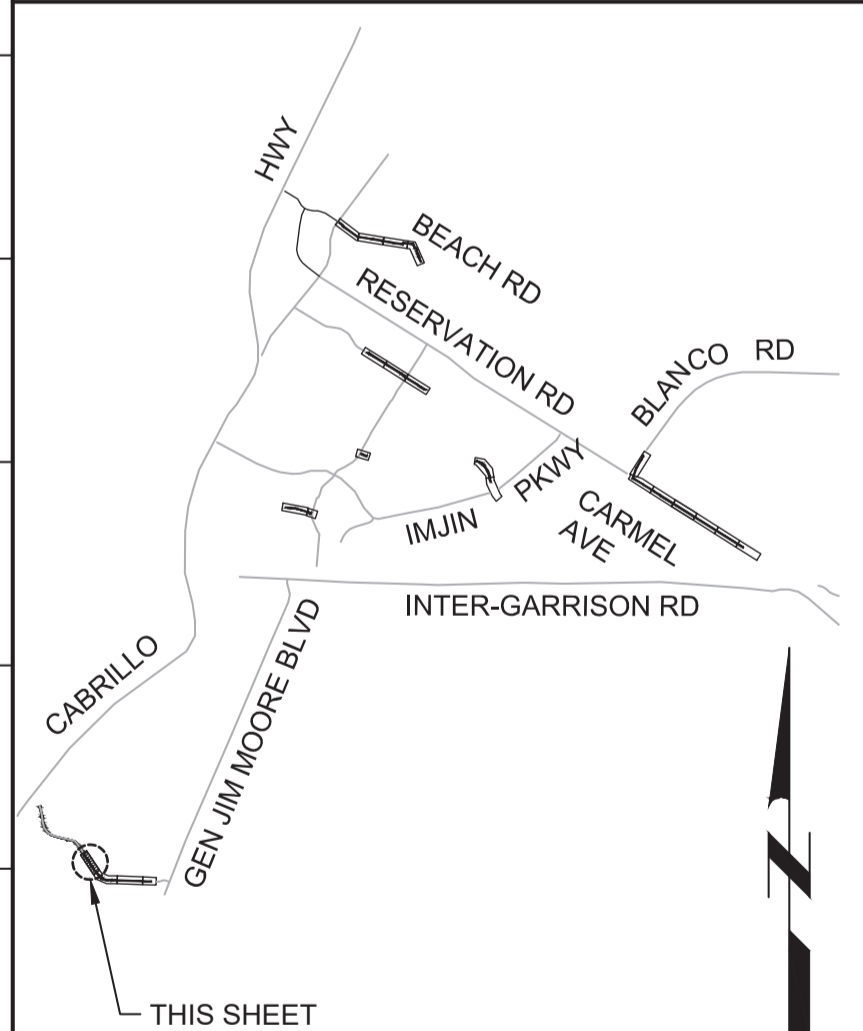 HWY
BEACH RD
RESERVATION RD
BLANCO RD
IMJIN PKWY
CARMEL
AVE
INTER-GARRISON RD
CABRILLO
GEN JIM MOORE BLVD
N
THIS SHEET